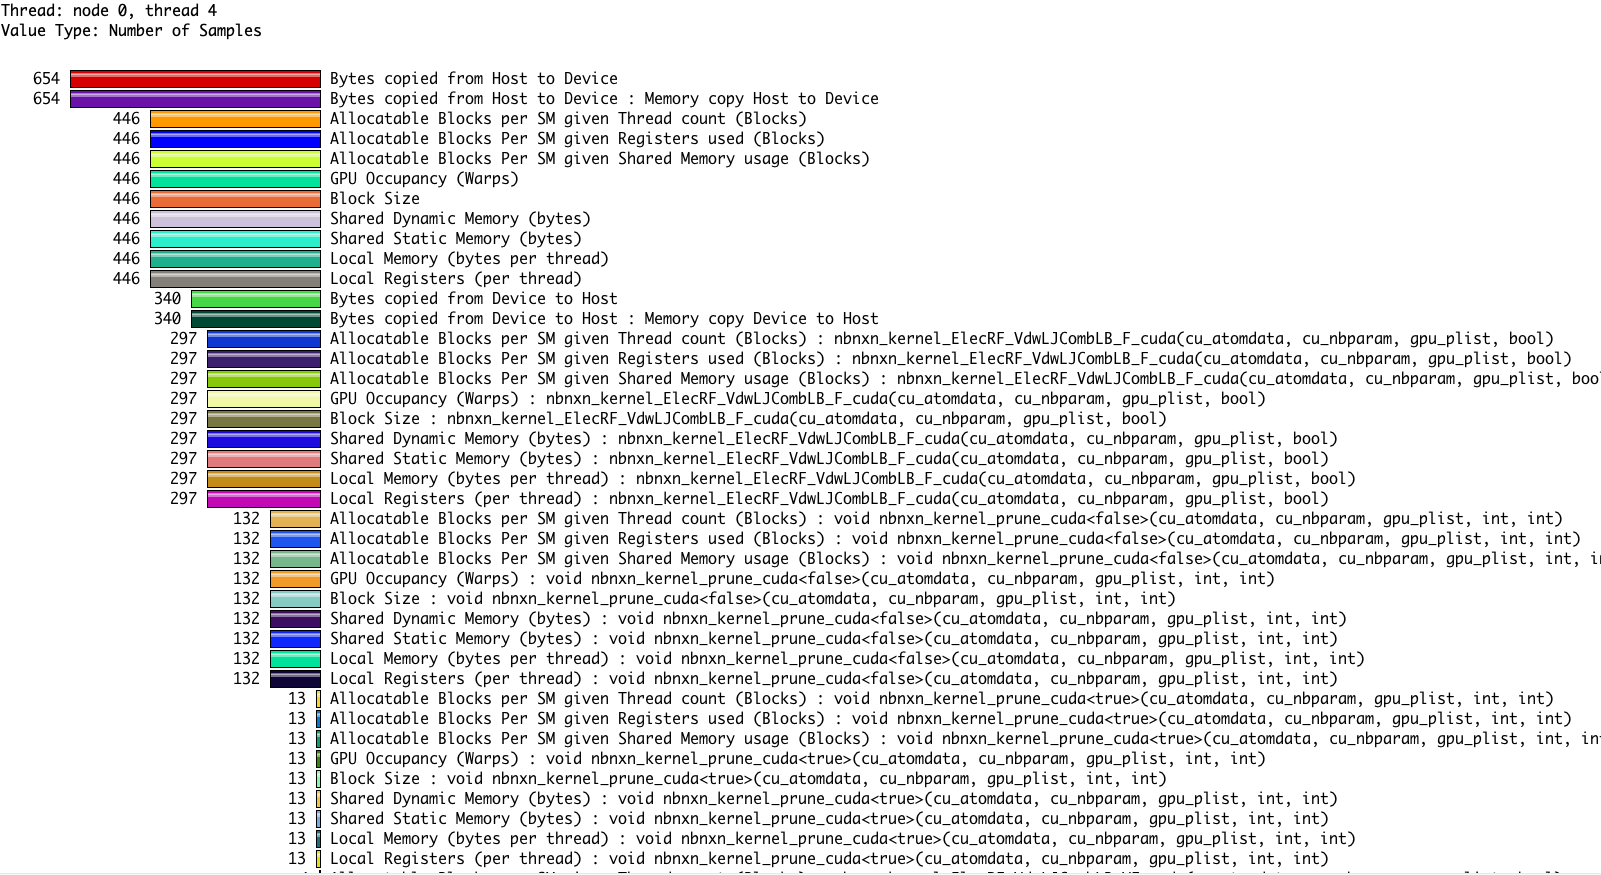 Thread: node 0, thread 4
Value Type: Number of Samples
654 Bytes copied from Host to Device
654 Bytes copied from Host to Device : Memory copy Host to Device
446 Allocatable Blocks per SM given Thread count (Blocks)
446 Allocatable Blocks Per SM given Registers used (Blocks)
446 Allocatable Blocks Per SM given Shared Memory usage (Blocks)
446 GPU Occupancy (Warps)
446 Block Size
446 Shared Dynamic Memory (bytes)
446 Shared Static Memory (bytes)
446 Local Memory (bytes per thread)
446 Local Registers (per thread)
340 Bytes copied from Device to Host
340 Bytes copied from Device to Host : Memory copy Device to Host
297 Allocatable Blocks per SM given Thread count (Blocks) : nbnxn_kernel_ElecRF_VdwLJCombLB_F_cuda(cu_atomdata, cu_nbparam, gpu_plist, bool)
297 Allocatable Blocks Per SM given Registers used (Blocks) : nbnxn_kernel_ElecRF_VdwLJCombLB_F_cuda(cu_atomdata, cu_nbparam, gpu_plist, bool)
297 Allocatable Blocks Per SM given Shared Memory usage (Blocks) : nbnxn_kernel_ElecRF_VdwLJCombLB_F_cuda(cu_atomdata, cu_nbparam, gpu_plist, boo
297 GPU Occupancy (Warps) : nbnxn_kernel_ElecRF_VdwLJCombLB_F_cuda(cu_atomdata, cu_nbparam, gpu_plist, bool)
297 Block Size : nbnxn_kernel_ElecRF_VdwLJCombLB_F_cuda(cu_atomdata, cu_nbparam, gpu_plist, bool)
297 Shared Dynamic Memory (bytes) : nbnxn_kernel_ElecRF_VdwLJCombLB_F_cuda(cu_atomdata, cu_nbparam, gpu_plist, bool)
297 Shared Static Memory (bytes) : nbnxn_kernel_ElecRF_VdwLJCombLB_F_cuda(cu_atomdata, cu_nbparam, gpu_plist, bool)
297 Local Memory (bytes per thread) : nbnxn_kernel_ElecRF_VdwLJCombLB_F_cuda(cu_atomdata, cu_nbparam, gpu_plist, bool)
297 Local Registers (per thread) : nbnxn_kernel_ElecRF_VdwLJCombLB_F_cuda(cu_atomdata, cu_nbparam, gpu_plist, bool)
132 Allocatable Blocks per SM given Thread count (Blocks) : void nbnxn_kernel_prune_cuda<false>(cu_atomdata, cu_nbparam, gpu_plist, int, int)
132 Allocatable Blocks Per SM given Registers used (Blocks) : void nbnxn_kernel_prune_cuda<false>(cu_atomdata, cu_nbparam, gpu_plist, int, int)
132 Allocatable Blocks Per SM given Shared Memory usage (Blocks) : void nbnxn_kernel_prune_cuda<false>(cu_atomdata, cu_nbparam, gpu_plist, int, i
132 GPU Occupancy (Warps) : void nbnxn_kernel_prune_cuda<false>(cu_atomdata, cu_nbparam, gpu_plist, int, int)
132 Block Size : void nbnxn_kernel_prune_cuda<false>(cu_atomdata, cu_nbparam, gpu_plist, int, int)
132 Shared Dynamic Memory (bytes) : void nbnxn_kernel_prune_cuda<false>(cu_atomdata, cu_nbparam, gpu_plist, int, int)
132 Shared Static Memory (bytes) : void nbnxn_kernel_prune_cuda<false>(cu_atomdata, cu_nbparam, gpu_plist, int, int)
132 Local Memory (bytes per thread) : void nbnxn_kernel_prune_cuda<false>(cu_atomdata, cu_nbparam, gpu_plist, int, int)
132 Local Registers (per thread) : void nbnxn_kernel_prune_cuda<false>(cu_atomdata, cu_nbparam, gpu_plist, int, int)
13 Allocatable Blocks per SM given Thread count (Blocks) : void nbnxn_kernel_prune_cuda<true>(cu_atomdata, cu_nbparam, gpu_plist, int, int)
13 Allocatable Blocks Per SM given Registers used (Blocks) : void nbnxn_kernel_prune_cuda<true>(cu_atomdata, cu_nbparam, gpu_plist, int, int)
13 Allocatable Blocks Per SM given Shared Memory usage (Blocks) : void nbnxn_kernel_prune_cuda<true>(cu_atomdata, cu_nbparam, gpu_plist, int, in
13 GPU Occupancy (Warps) : void nbnxn_kernel_prune_cuda<true>(cu_atomdata, cu_nbparam, gpu_plist, int, int)
13 Block Size : void nbnxn_kernel_prune_cuda<true>(cu_atomdata, cu_nbparam, gpu_plist, int, int)
13 Shared Dynamic Memory (bytes) : void nbnxn_kernel_prune_cuda<true>(cu_atomdata, cu_nbparam, gpu_plist, int, int)
13 Shared Static Memory (bytes) : void nbnxn_kernel_prune_cuda<true>(cu_atomdata, cu_nbparam, gpu_plist, int, int)
13 Local Memory (bytes per thread) : void nbnxn_kernel_prune_cuda<true>(cu_atomdata, cu_nbparam, gpu_plist, int, int)
13 Local Registers (per thread) : void nbnxn_kernel_prune_cuda<true>(cu_atomdata, cu_nbparam, gpu_plist, int, int)